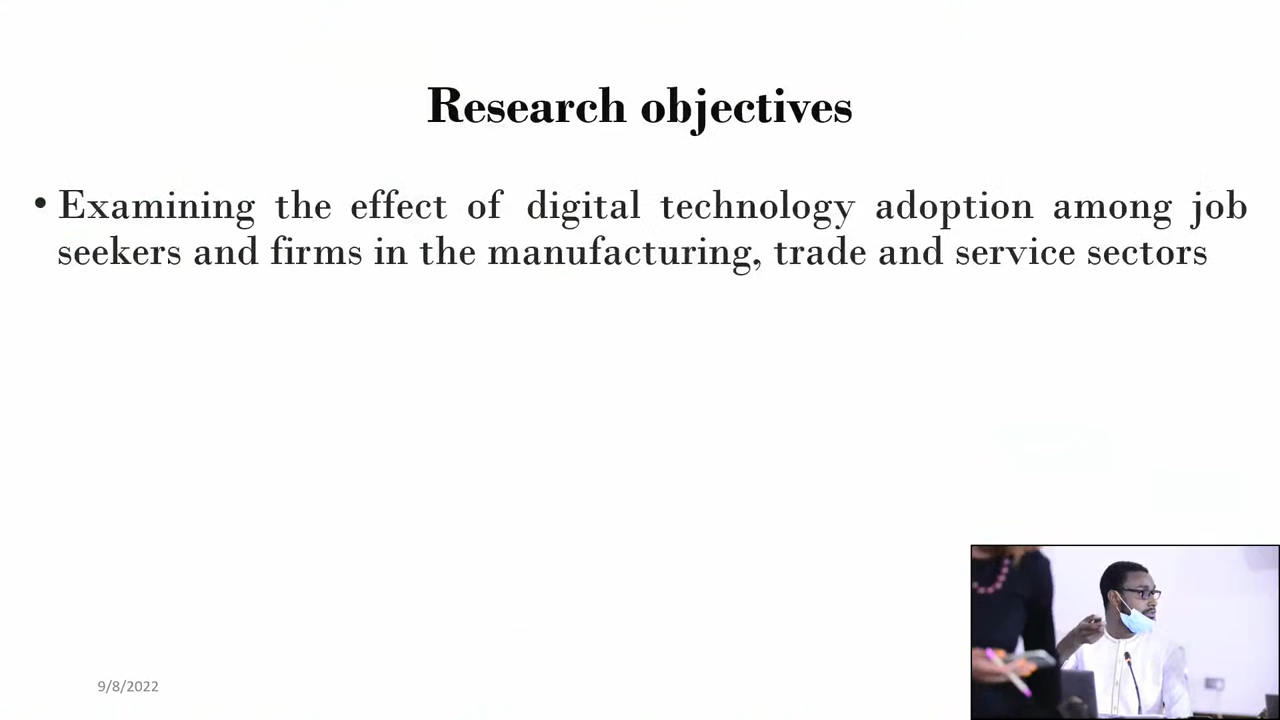 Research objectives
• Examining the effect of digital technology adoption among job
seekers and firms in the manufacturing, trade and service sectors
9/8/2022